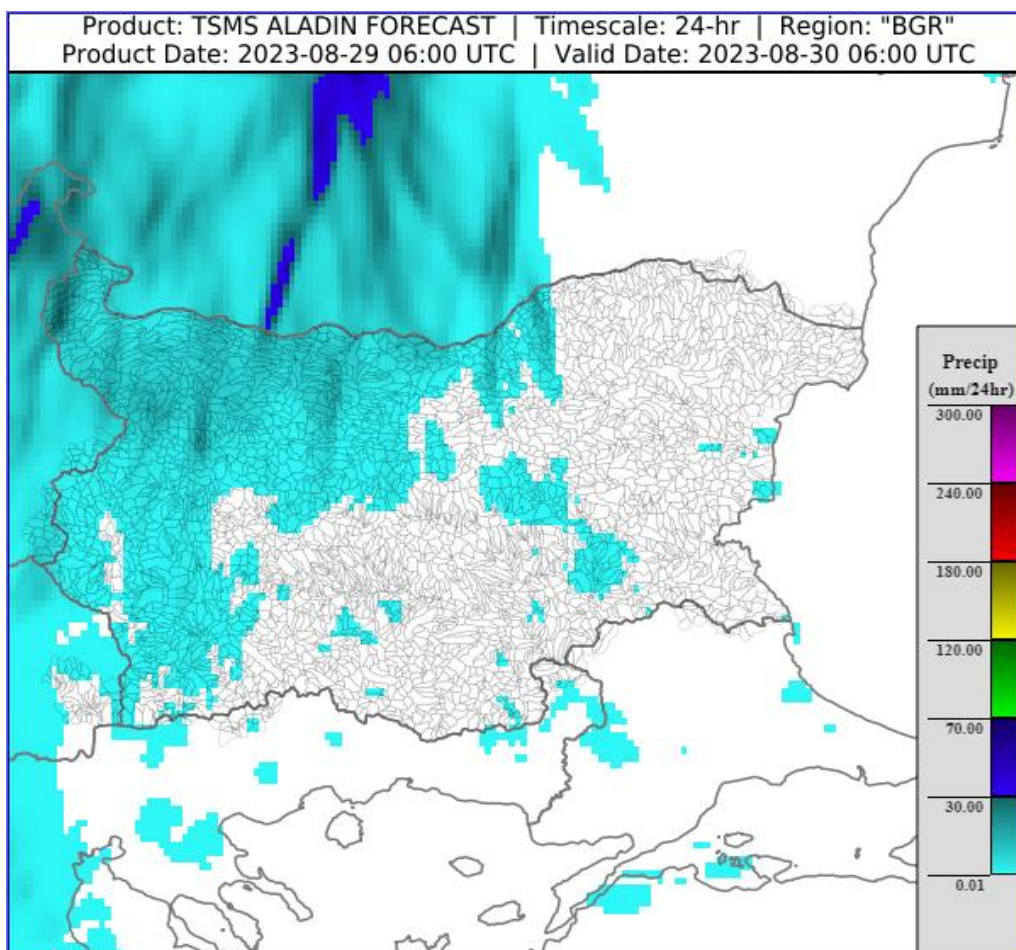 Product: TSMS ALADIN FORECAST | Timescale: 24-hr | Region: "BGR"
Product Date: 2023-08-29 06:00 UTC | Valid Date: 2023-08-30 06:00 UTC
Precip
(mm/24hr)
300.00
240.00
180.00
120.00
70.00
30.00
0.01